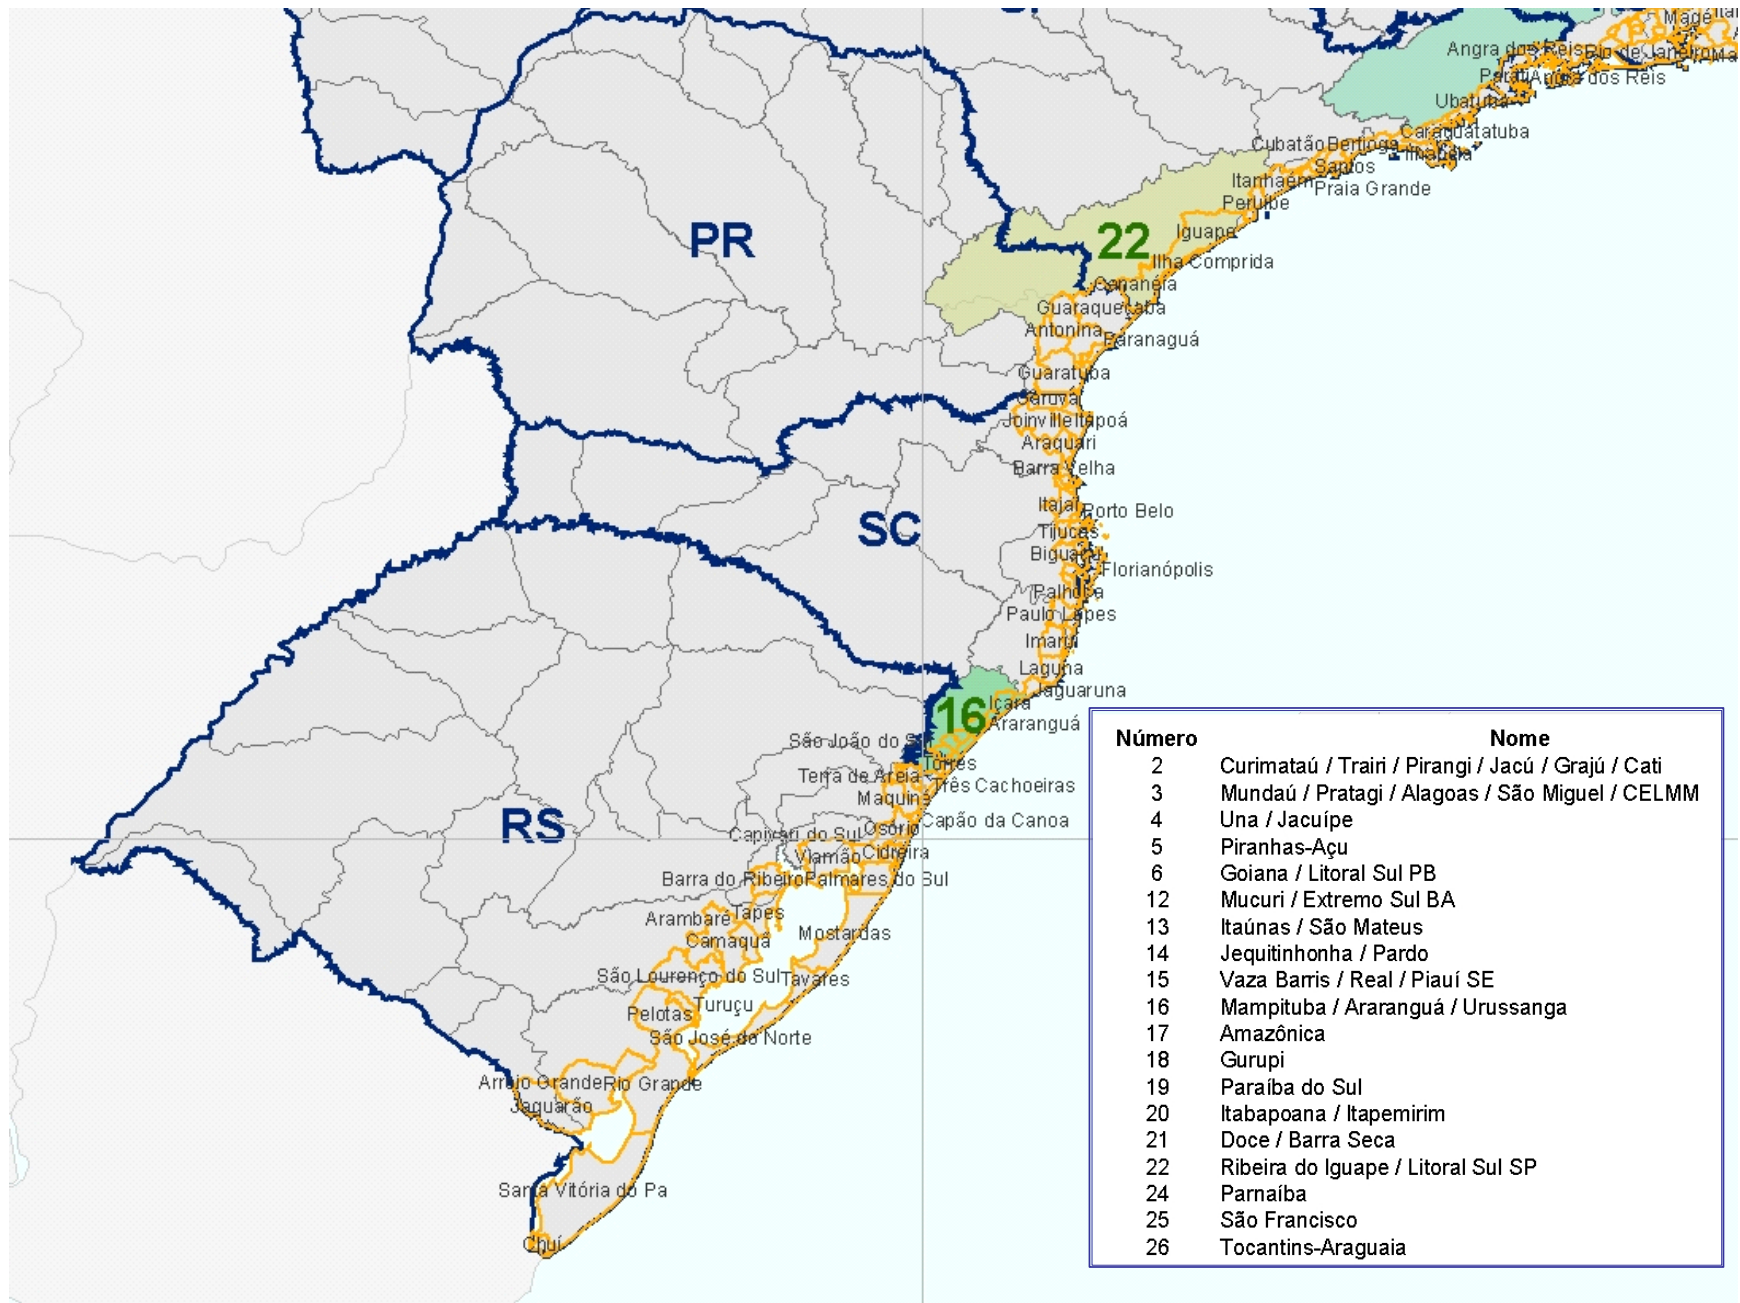 Magé
Angra dos Reis
Rio de Janeiro
Ma
Parati
Angra dos Reis
Ubatuba
Caraguatatuba
Cubatão
Bertioga
Ilhabela
Santos
Itanhaém
Praia Grande
Peruíbe
PR
22
Iguape
Ilha Comprida
Cananéia
Guaraqueçaba
Antonina
Paranaguá
Guaratuba
Garuva
Joinville
Itapoá
Araquari
Barra Velha
Itajaí
Porto Belo
SC
Tijucas
Biguaçu
Florianópolis
Palhoça
Paulo Lopes
Imaruí
Laguna
Jaguaruna
Içara
16
Araranguá
São João do Sul
Torres
Terra de Areia
Três Cachoeiras
Maquiné
RS
Capão da Canoa
Osório
Capivari do Sul
Viamão
Cidreira
Barra do Ribeiro
Palmares do Sul
Arambaré
Tapes
Mostardas
Camaquã
São Lourenço do Sul
Tavares
Turuçu
Pelotas
São José do Norte
Arroio Grande
Rio Grande
Jaguarão
Santa Vitória do Pa
Chuí
Número Nome
2 Curimataú / Trairi / Pirangi / Jacú / Grajú / Cati
3 Mundaú / Pratagi / Alagoas / São Miguel / CELMM
4 Una / Jacuípe
5 Piranhas-Açu
6 Goiana / Litoral Sul PB
12 Mucuri / Extremo Sul BA
13 Itaúnas / São Mateus
14 Jequitinhonha / Pardo
15 Vaza Barris / Real / Piauí SE
16 Mampituba / Araranguá / Urussanga
17 Amazônica
18 Gurupi
19 Paraíba do Sul
20 Itabapoana / Itapemirim
21 Doce / Barra Seca
22 Ribeira do Iguape / Litoral Sul SP
24 Parnaíba
25 São Francisco
26 Tocantins-Araguaia